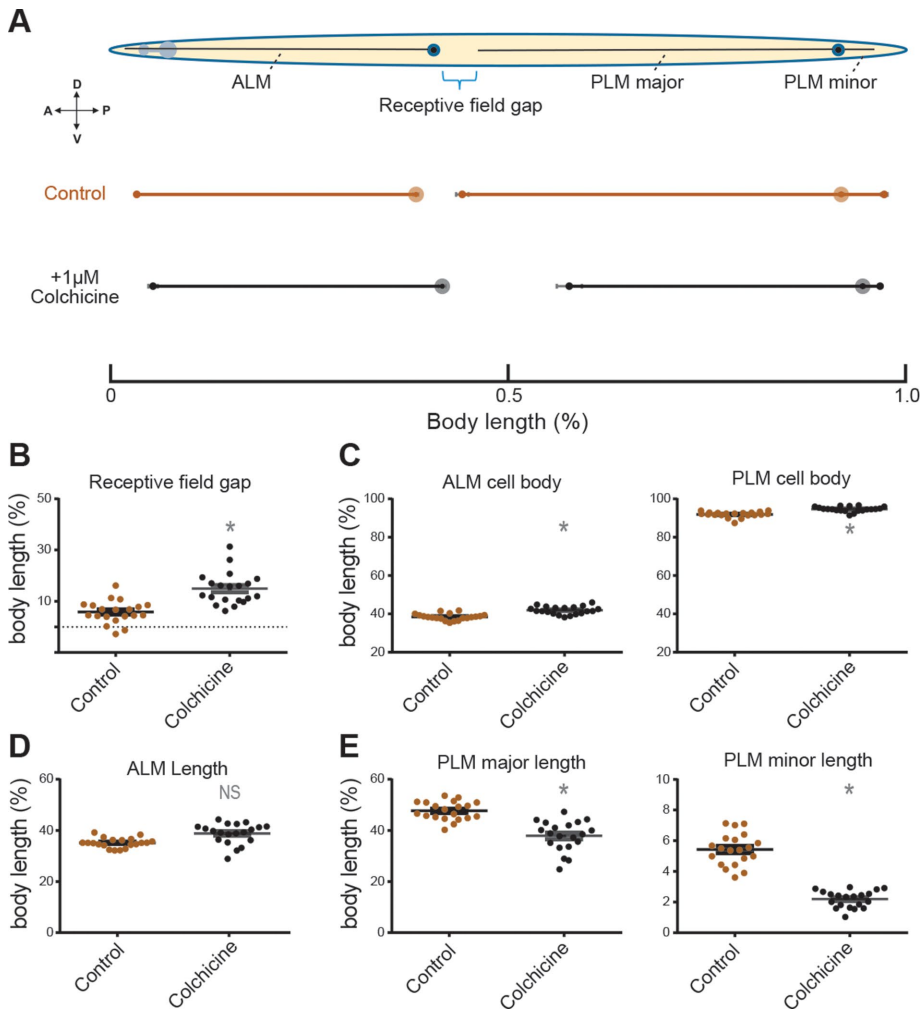 A
ALM
PLM major
PLM minor
Receptive field gap
D
A
P
V
Control
+1µM
Colchicine
0
0.5
1.0
Body length (%)
B
Receptive field gap
body length (%)
50
30
10
*
Control
Colchicine
C
ALM cell body
body length (%)
100
80
60
40
20
*
Control
Colchicine
PLM cell body
100
80
60
40
20
*
Control
Colchicine
D
ALM Length
body length (%)
60
40
20
0
NS
Control
Colchicine
E
PLM major length
body length (%)
60
40
20
0
*
Control
Colchicine
PLM minor length
10
8
6
4
2
0
*
Control
Colchicine